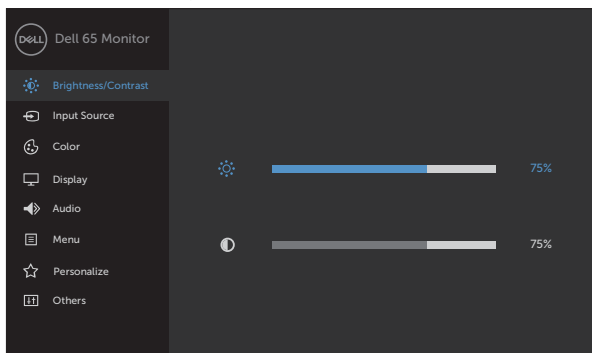 DELL
Dell 65 Monitor
Brightness/Contrast
Input Source
Color
Display
Audio
Menu
Personalize
Others
75%
75%